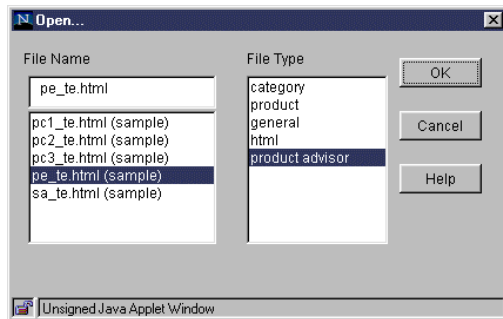 Open...
File Name
pe_te.html
pc1_te.html (sample)
pc2_te.html (sample)
pc3_te.html (sample)
pe_te.html (sample)
sa_te.html (sample)
File Type
category
product
general
html
product advisor
OK
Cancel
Help
Unsigned Java Applet Window